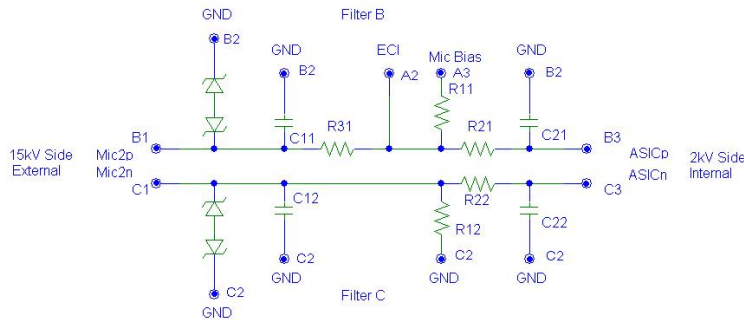 GND
Filter B
B2
ECI
GND
GND
Mic Bias
B2
A2
A3
B2
R11
B1
C11
R31
R21
C21
B3
15kV Side
External
Mic2p
Mic2n
ASICp
ASICn
2kV Side
Internal
C1
C12
R22
C3
R12
C22
C2
C2
C2
GND
GND
GND
C2
GND
Filter C